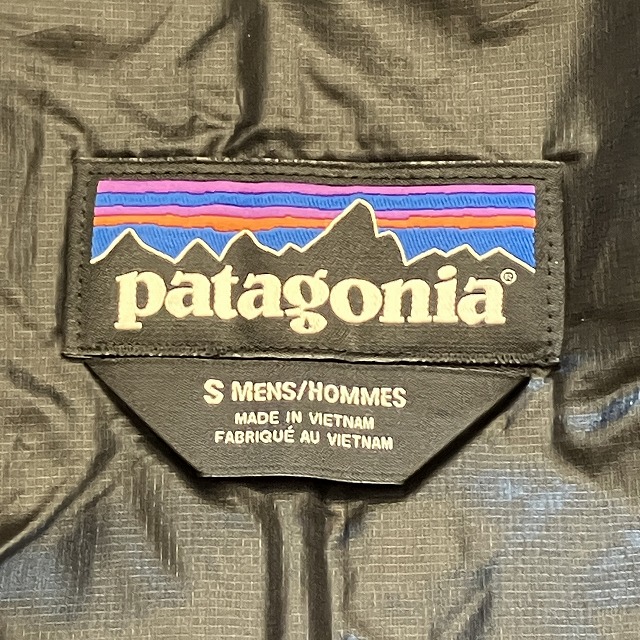 patagonia®
S MENS/HOMMES
MADE IN VIETNAM
FABRIQUÉ AU VIETNAM